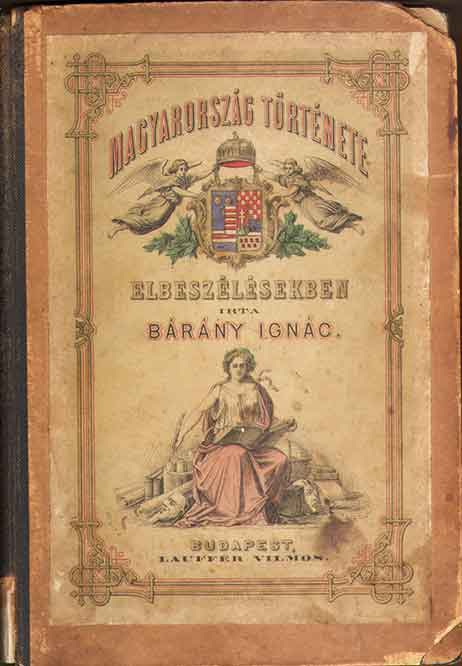 MAGYARORSZÁG TÖRTÉNETE
ELBESZÉLÉSEKBEN
IRTA
BÁRÁNY IGNÁC.
BUDAPEST,
LAUFFER VILMOS.